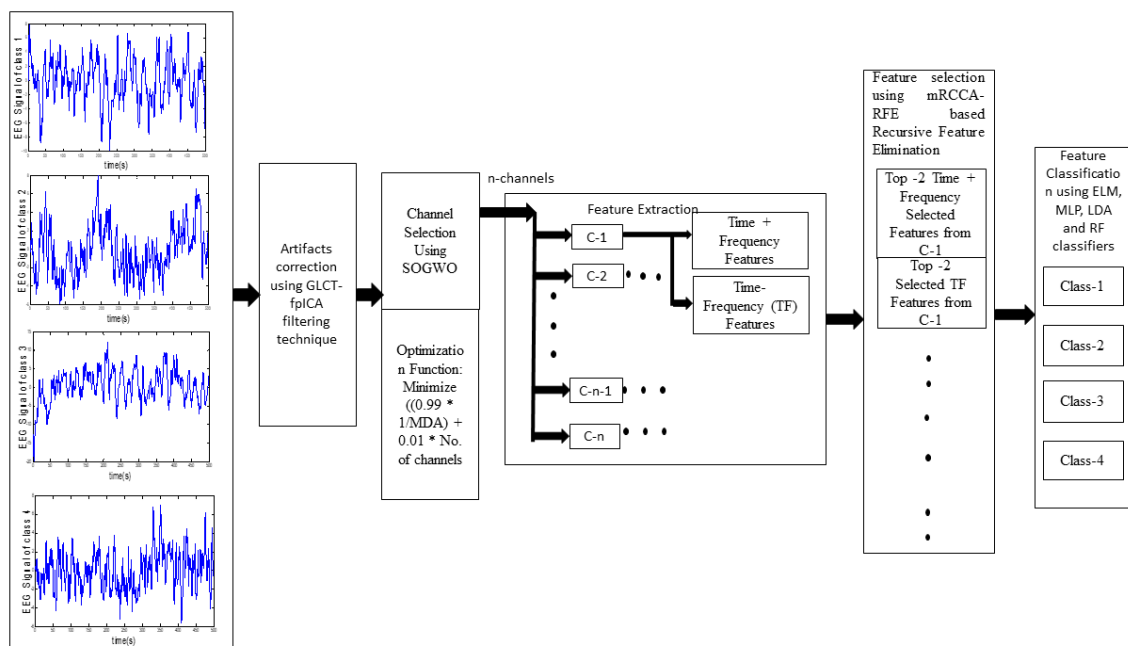 EEG Signal of class 1
time(s)
EEG Signal of class 2
time(s)
EEG Signal of class 3
time(s)
EEG Signal of class 4
time(s)
Artifacts
correction
using GLCT-
fpICA
filtering
technique
Channel
Selection
Using
SOGWO
Optimizatio
n Function:
Minimize
((0.99 *
1/MDA) +
0.01 * No.
of channels
n-channels
Feature Extraction
C-1
C-2
C-n-1
C-n
Time +
Frequency
Features
Time-
Frequency (TF)
Features
Feature selection
using mRCCA-
RFE based
Recursive Feature
Elimination
Top -2 Time +
Frequency
Selected
Features from
C-1
Top -2
Selected TF
Features from
C-1
Feature
Classificatio
n using ELM,
MLP, LDA
and RF
classifiers
Class-1
Class-2
Class-3
Class-4